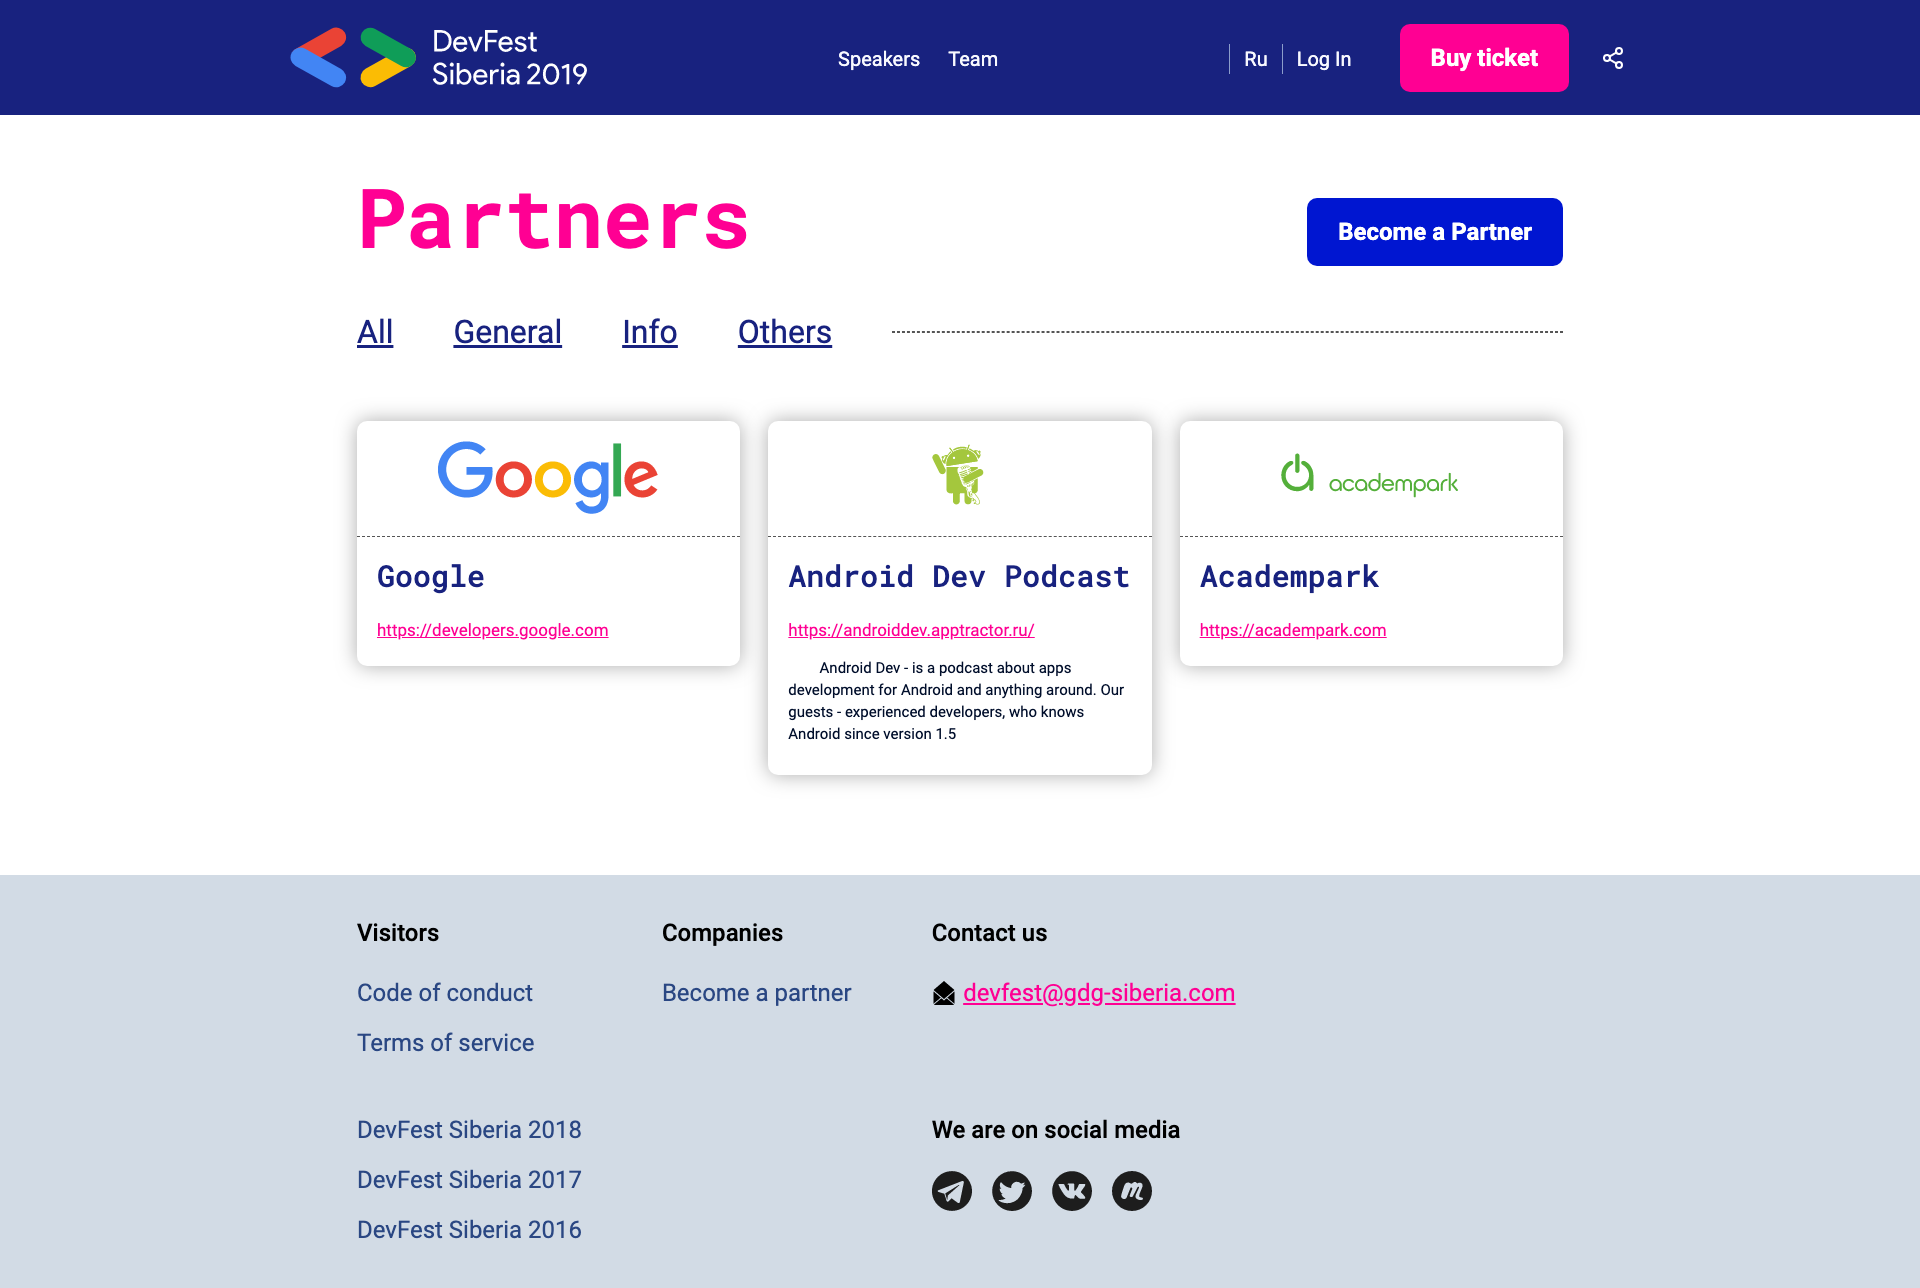 DevFest
Siberia 2019
Speakers
Team
Ru
Log In
Buy ticket
Partners
Become a Partner
All
General
Info
Others
Google
academpark
Google
https://developers.google.com
Android Dev Podcast
https://androiddev.apptractor.ru/
Android Dev - is a podcast about apps
development for Android and anything around. Our
guests - experienced developers, who knows
Android since version 1.5
Academpark
https://academpark.com
Visitors
Code of conduct
Terms of service
Companies
Become a partner
Contact us
devfest@gdg-siberia.com
DevFest Siberia 2018
DevFest Siberia 2017
DevFest Siberia 2016
We are on social media